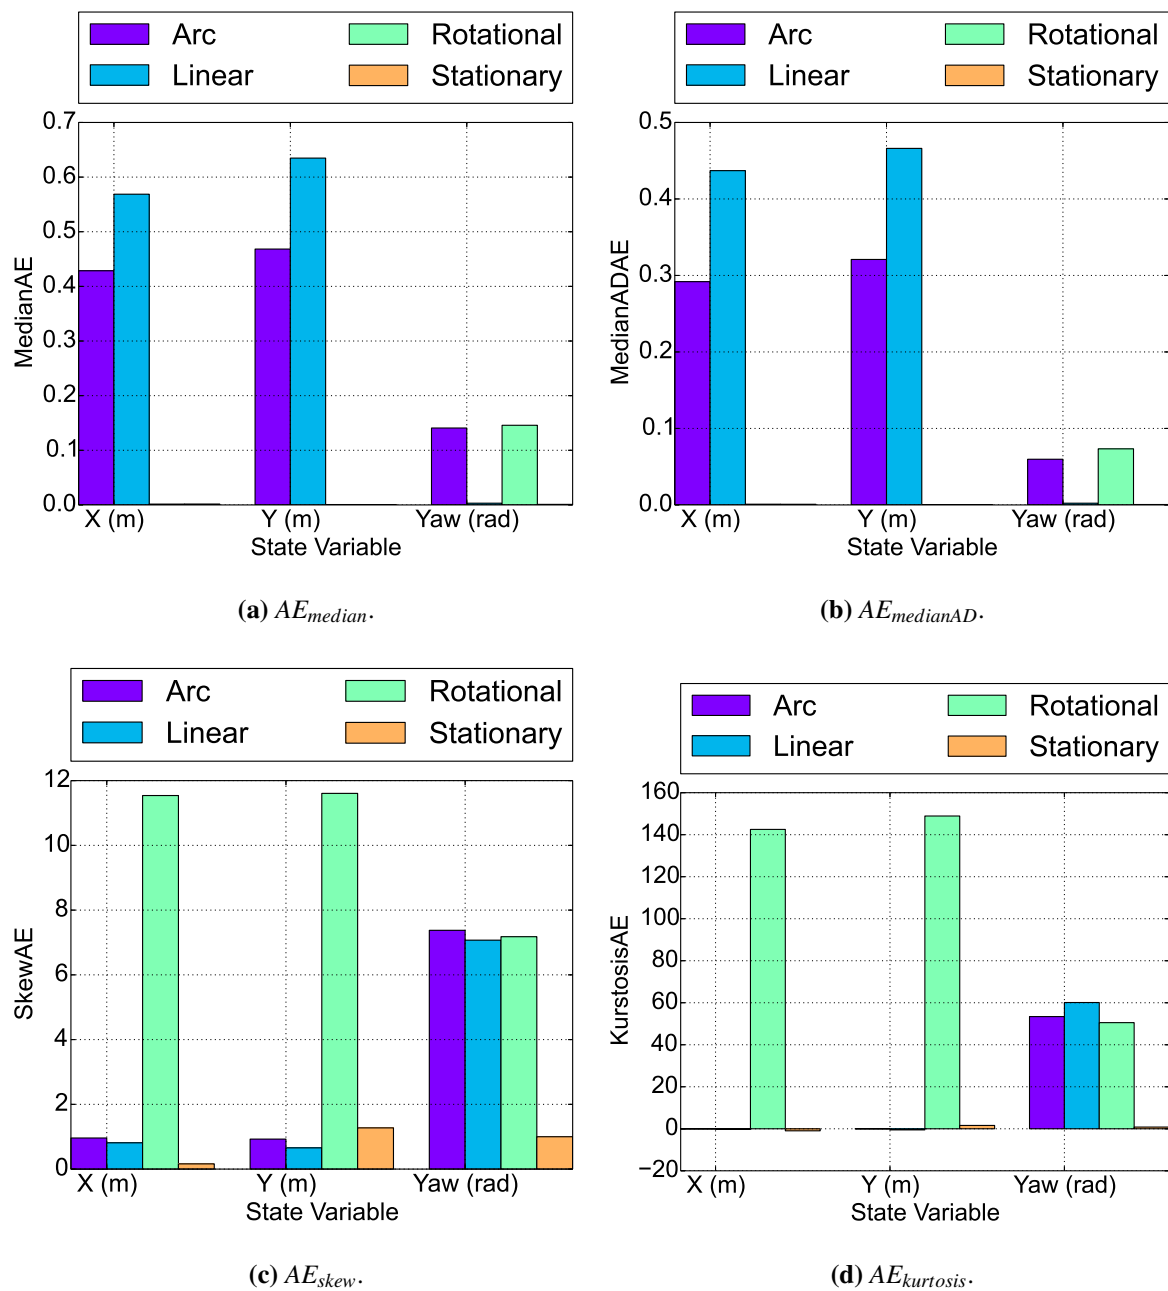 Arc Rotational
Linear Stationary
0.7
0.6
0.5
0.4
0.3
0.2
0.1
0.0
MedianAE
X (m) Y (m) Yaw (rad)
State Variable
(a) AEmedian.
Arc Rotational
Linear Stationary
0.5
0.4
0.3
0.2
0.1
0.0
MedianADAE
X (m) Y (m) Yaw (rad)
State Variable
(b) AEmedianAD.
Arc Rotational
Linear Stationary
12
10
8
6
4
2
0
SkewAE
X (m) Y (m) Yaw (rad)
State Variable
(c) AEskew.
Arc Rotational
Linear Stationary
160
140
120
100
80
60
40
20
0
−20
KurstosisAE
X (m) Y (m) Yaw (rad)
State Variable
(d) AEkurtosis.